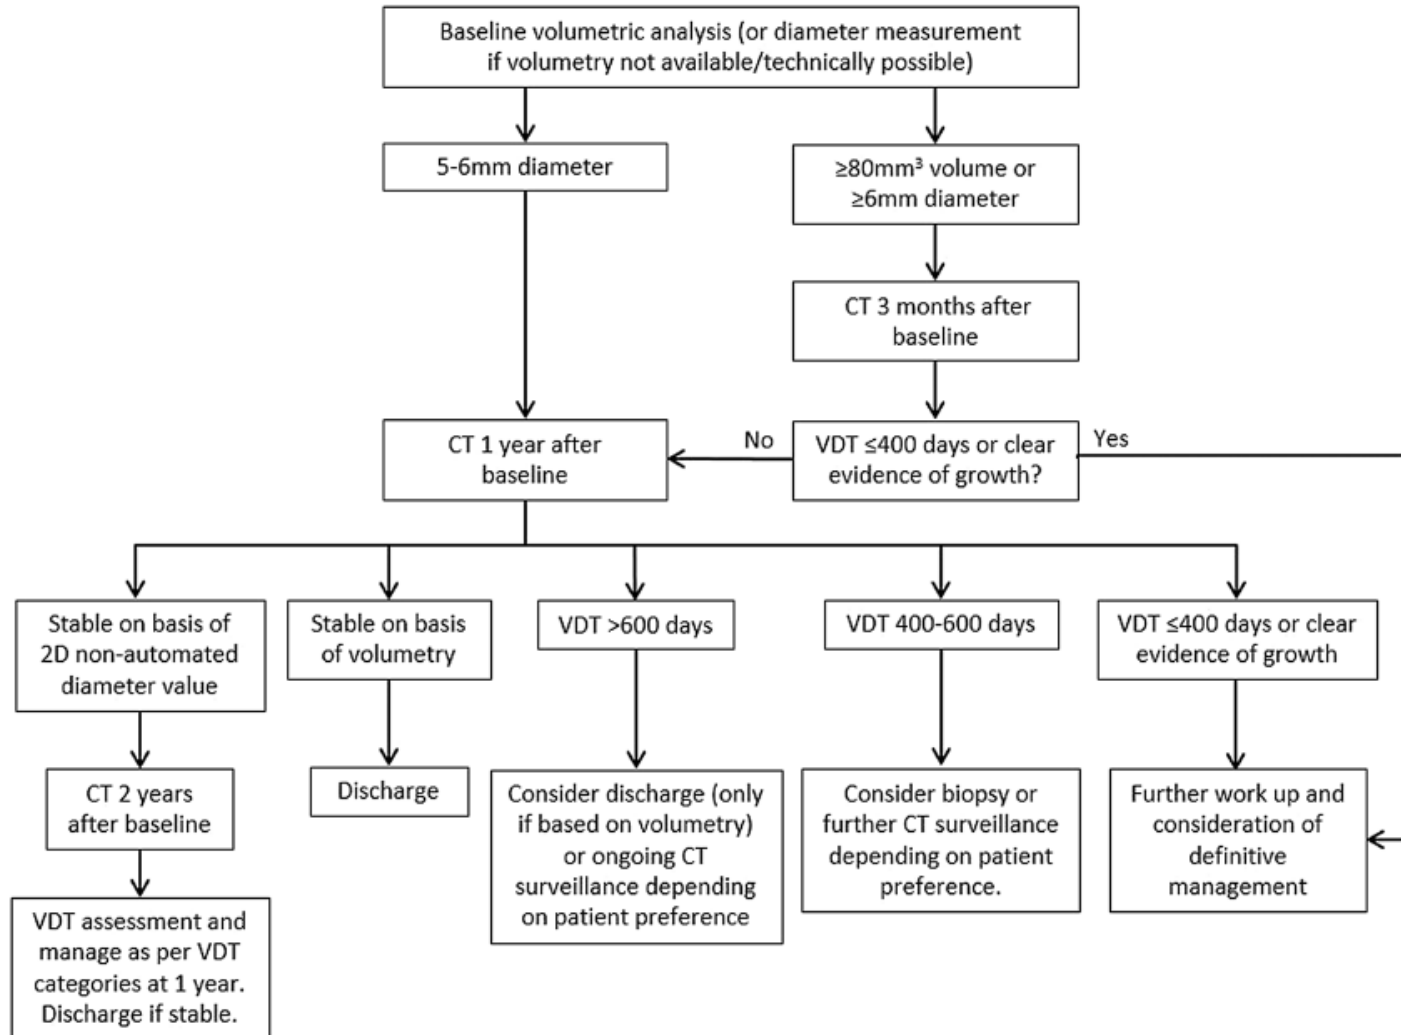 Baseline volumetric analysis (or diameter measurement
if volumetry not available/technically possible)
5-6mm diameter
≥80mm³ volume or
≥6mm diameter
CT 3 months after
baseline
CT 1 year after
baseline
No
VDT ≤400 days or clear
evidence of growth?
Yes
Stable on basis of
2D non-automated
diameter value
Stable on basis
of volumetry
VDT >600 days
VDT 400-600 days
VDT ≤400 days or clear
evidence of growth
CT 2 years
after baseline
Discharge
Consider discharge (only
if based on volumetry)
or ongoing CT
surveillance depending
on patient preference
Consider biopsy or
further CT surveillance
depending on patient
preference.
Further work up and
consideration of
definitive
management
VDT assessment and
manage as per VDT
categories at 1 year.
Discharge if stable.